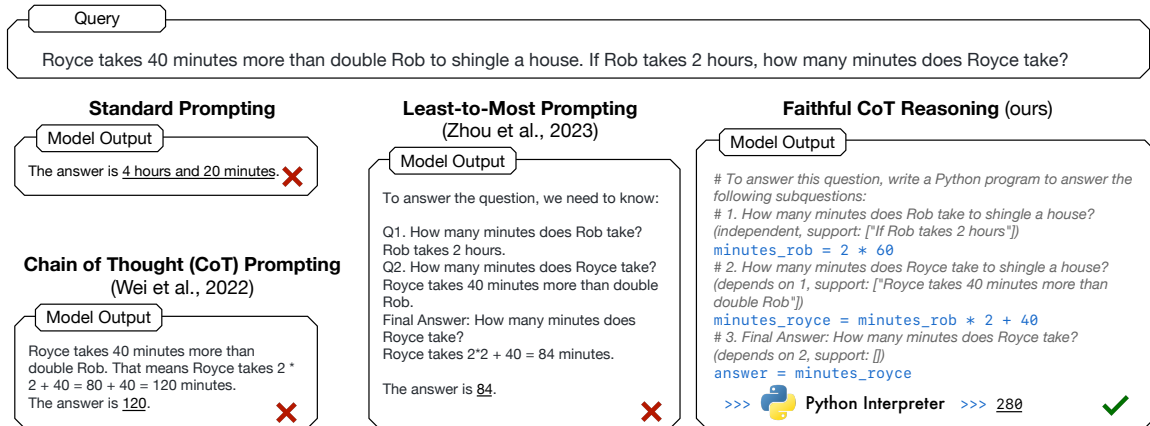 Query
Royce takes 40 minutes more than double Rob to shingle a house. If Rob takes 2 hours, how many minutes does Royce take?
Standard Prompting
Model Output
The answer is 4 hours and 20 minutes.
Chain of Thought (CoT) Prompting
(Wei et al., 2022)
Model Output
Royce takes 40 minutes more than
double Rob. That means Royce takes 2 *
2 + 40 = 80 + 40 = 120 minutes.
The answer is 120.
Least-to-Most Prompting
(Zhou et al., 2023)
Model Output
To answer the question, we need to know:
Q1. How many minutes does Rob take?
Rob takes 2 hours.
Q2. How many minutes does Royce take?
Royce takes 40 minutes more than double
Rob.
Final Answer: How many minutes does
Royce take?
Royce takes 2*2 + 40 = 84 minutes.
The answer is 84.
Faithful CoT Reasoning (ours)
Model Output
# To answer this question, write a Python program to answer the
following subquestions:
# 1. How many minutes does Rob take to shingle a house?
(independent, support: ["If Rob takes 2 hours"])
minutes_rob = 2 * 60
# 2. How many minutes does Royce take to shingle a house?
(depends on 1, support: ["Royce takes 40 minutes more than
double Rob"])
minutes_royce = minutes_rob * 2 + 40
# 3. Final Answer: How many minutes does Royce take?
(depends on 2, support: [])
answer = minutes_royce
>>> Python Interpreter >>> 280